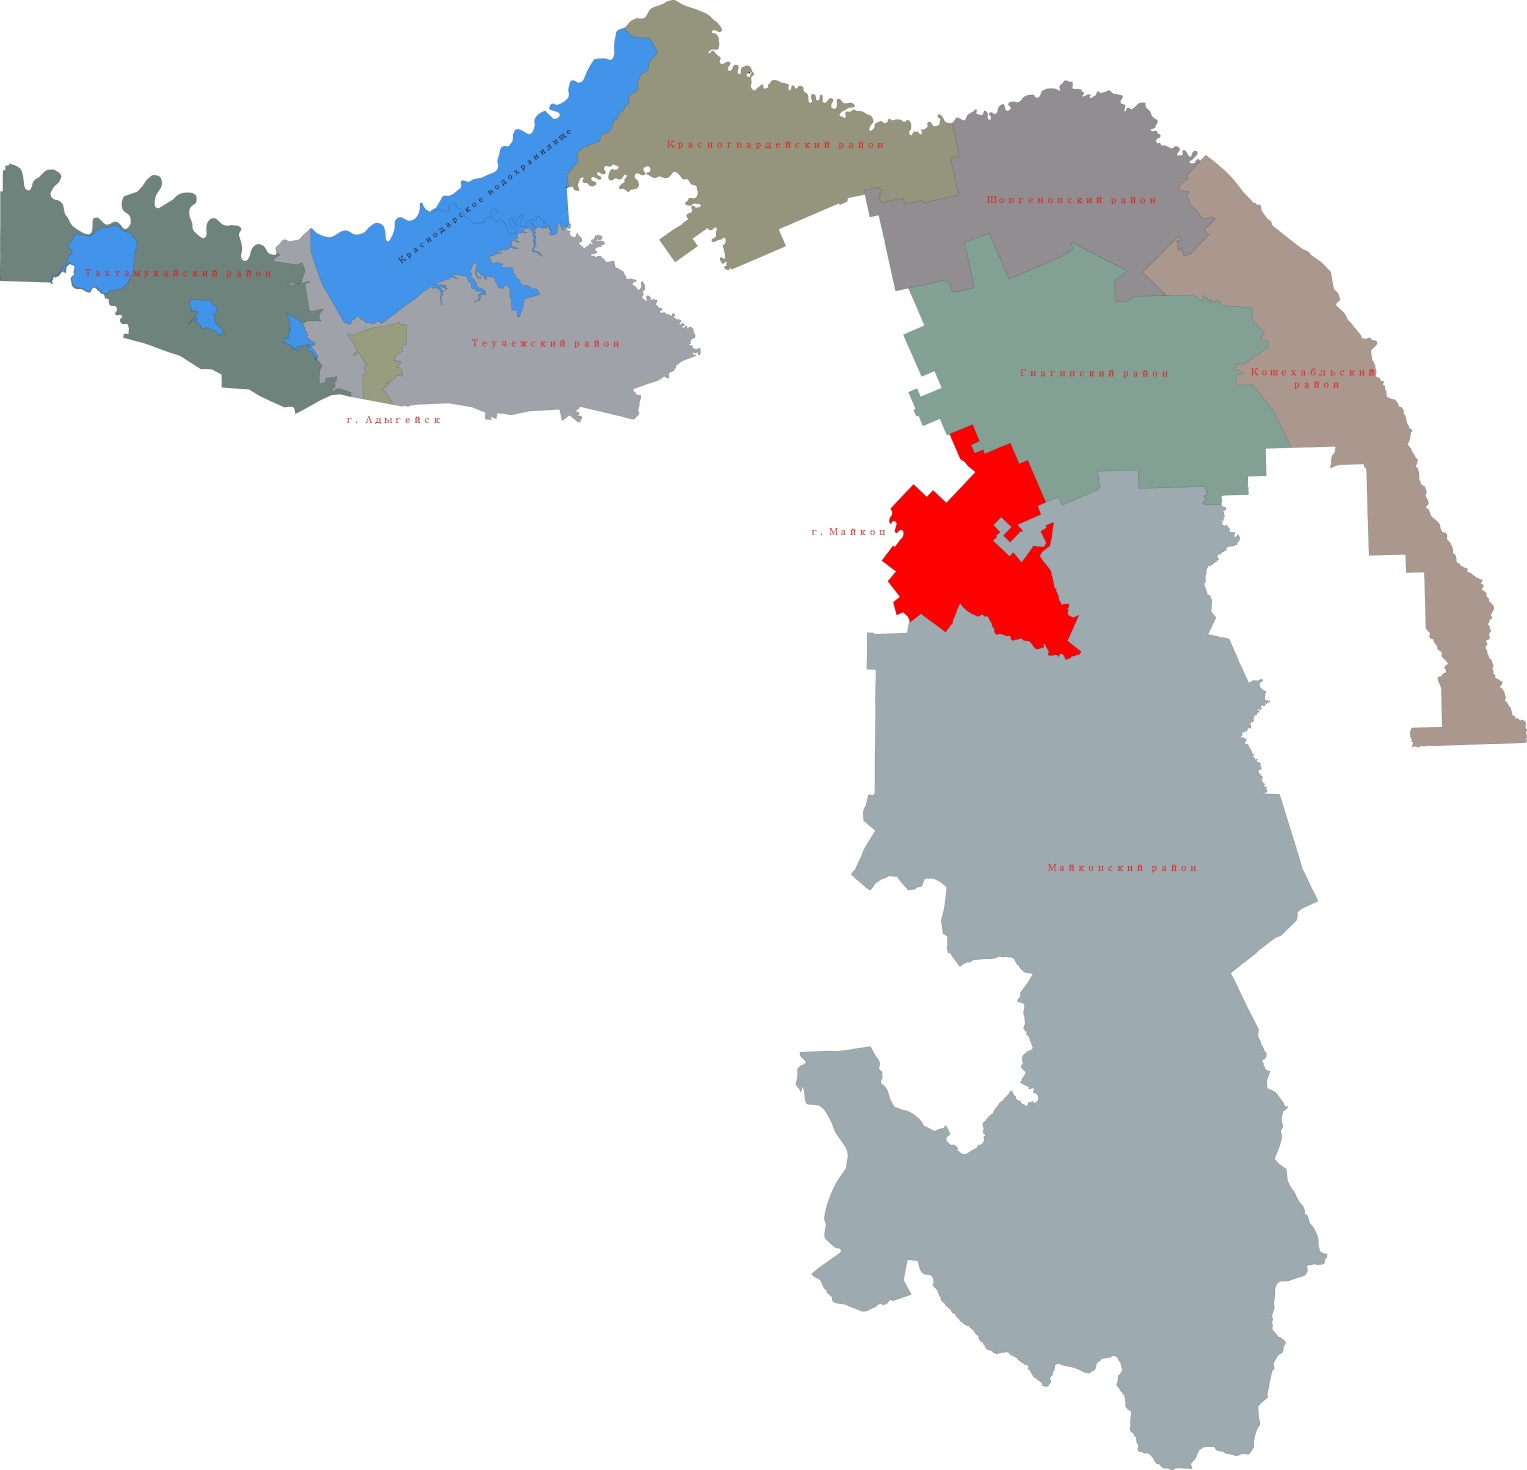 Краснодарское водохранилище
Красногвардейский район
Шовгеновский район
Тахтамукайский район
Теучежский район
Гиагинский район
Кошехабльский
район
г. Адыгейск
г. Майкоп
Майкопский район